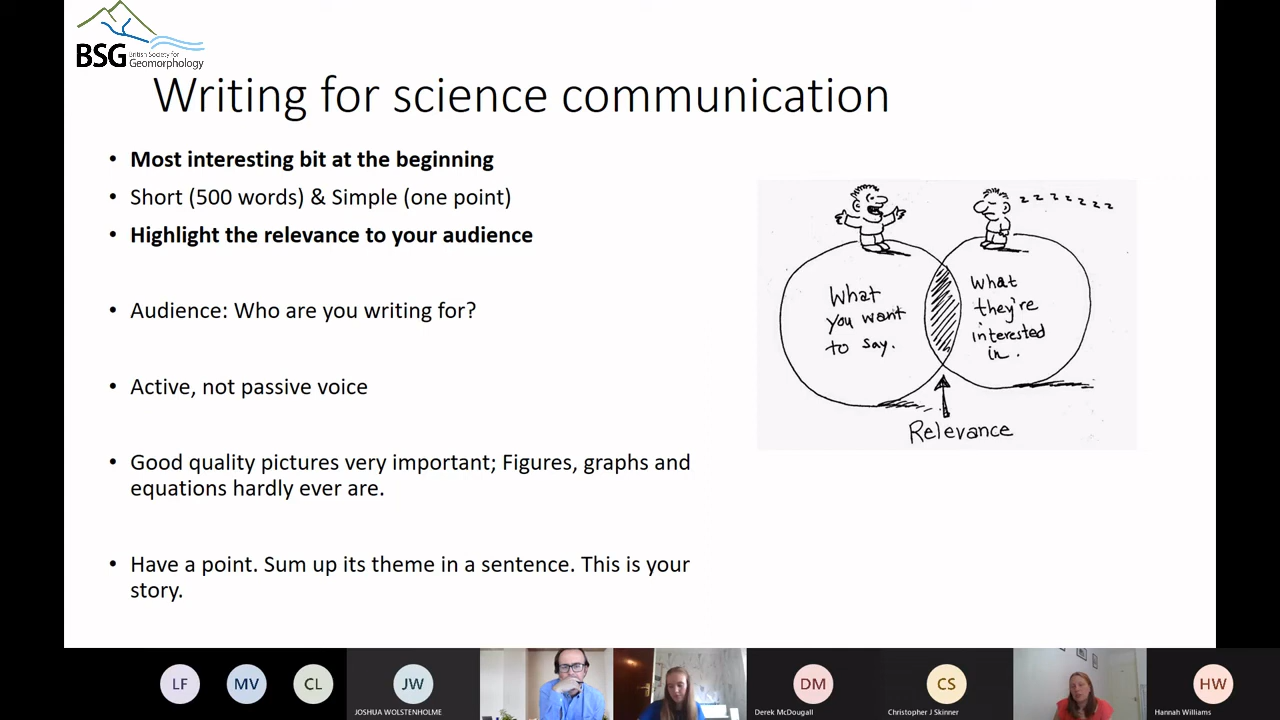 BSG British Society for
Geomorphology
Writing for science communication
• Most interesting bit at the beginning
• Short (500 words) & Simple (one point)
• Highlight the relevance to your audience
• Audience: Who are you writing for?
• Active, not passive voice
• Good quality pictures very important; Figures, graphs and
equations hardly ever are.
• Have a point. Sum up its theme in a sentence. This is your
story.
z z z z z z z
What
you want
to say.
What
they're
interested
in.
Relevance
LF
MV
CL
JW
JOSHUA WOLSTENHOLME
DM
Derek McDougall
CS
Christopher J Skinner
HW
Hannah Williams